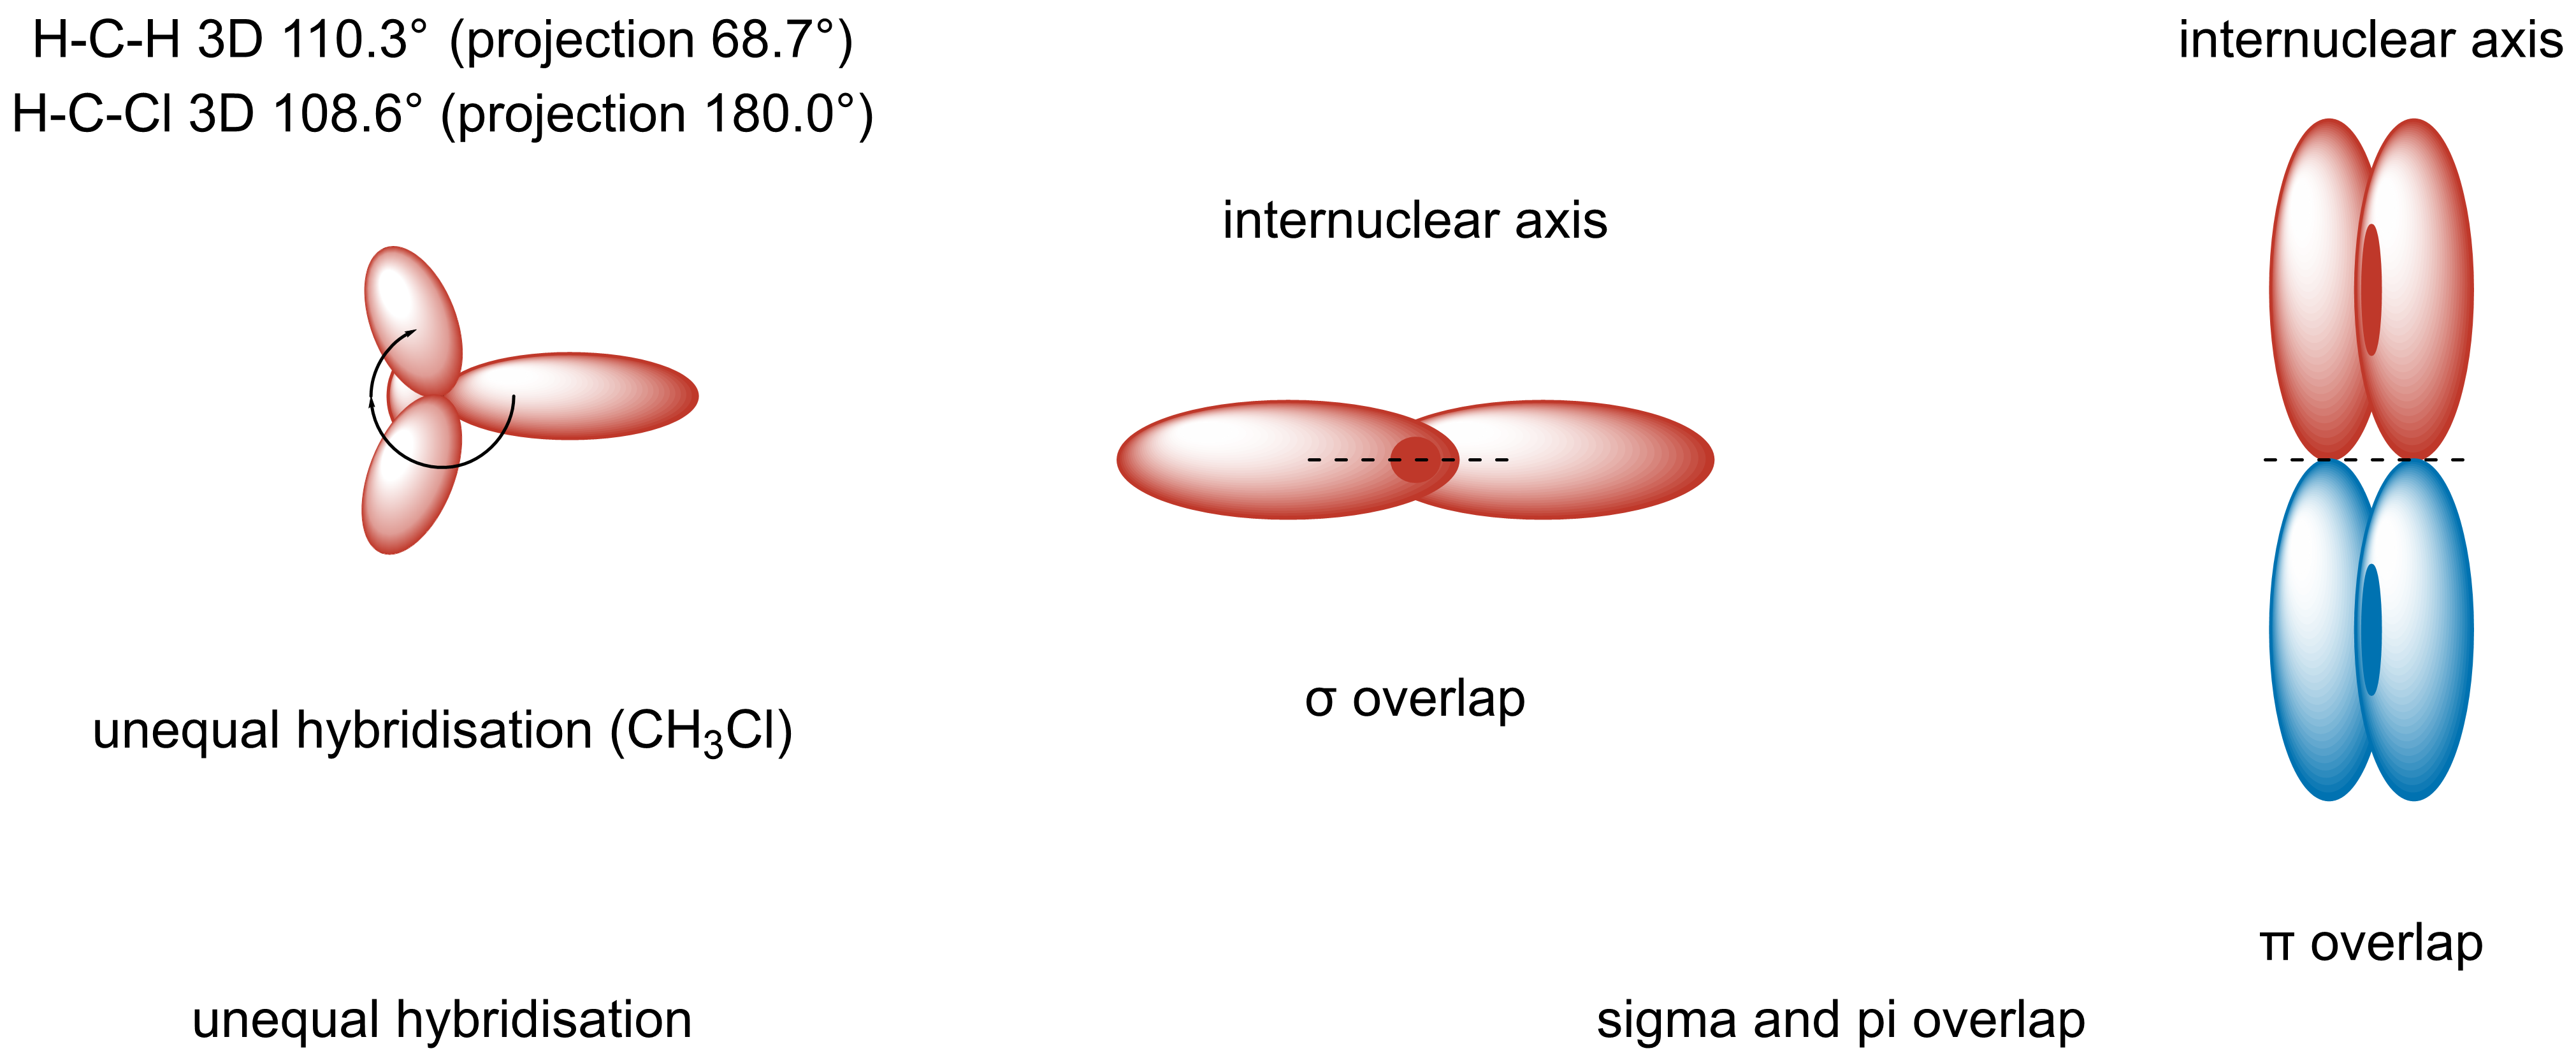 H-C-H 3D 110.3° (projection 68.7°)
H-C-Cl 3D 108.6° (projection 180.0°)
unequal hybridisation (CH₃Cl)
unequal hybridisation
internuclear axis
σ overlap
internuclear axis
π overlap
sigma and pi overlap